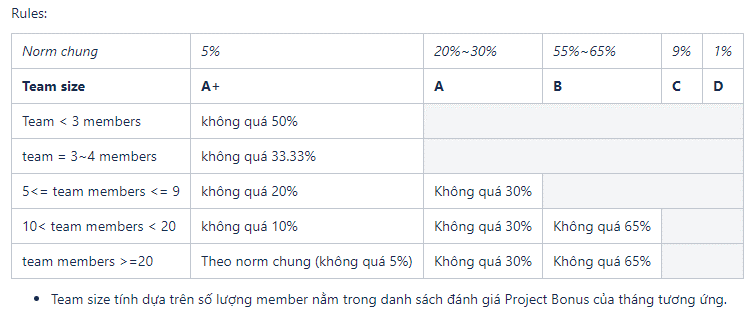 Rules:
Norm chung 5% 20%~30% 55%~65% 9% 1%
Team size A+ A B C D
Team < 3 members không quá 50%
team = 3~4 members không quá 33.33%
5<= team members <= 9 không quá 20% Không quá 30%
10< team members < 20 không quá 10% Không quá 30% Không quá 65%
team members >=20 Theo norm chung (không quá 5%) Không quá 30% Không quá 65%
• Team size tính dựa trên số lượng member nằm trong danh sách đánh giá Project Bonus của tháng tương ứng.